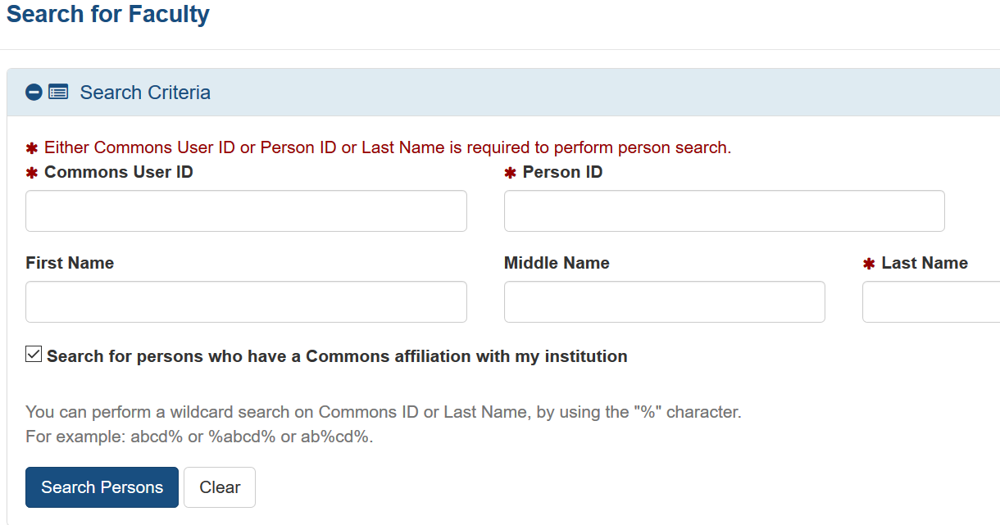 Search for Faculty
Search Criteria
✱ Either Commons User ID or Person ID or Last Name is required to perform person search.
✱ Commons User ID ✱ Person ID
First Name Middle Name ✱ Last Name
Search for persons who have a Commons affiliation with my institution
You can perform a wildcard search on Commons ID or Last Name, by using the "%" character.
For example: abcd% or %abcd% or ab%cd%.
Search Persons Clear